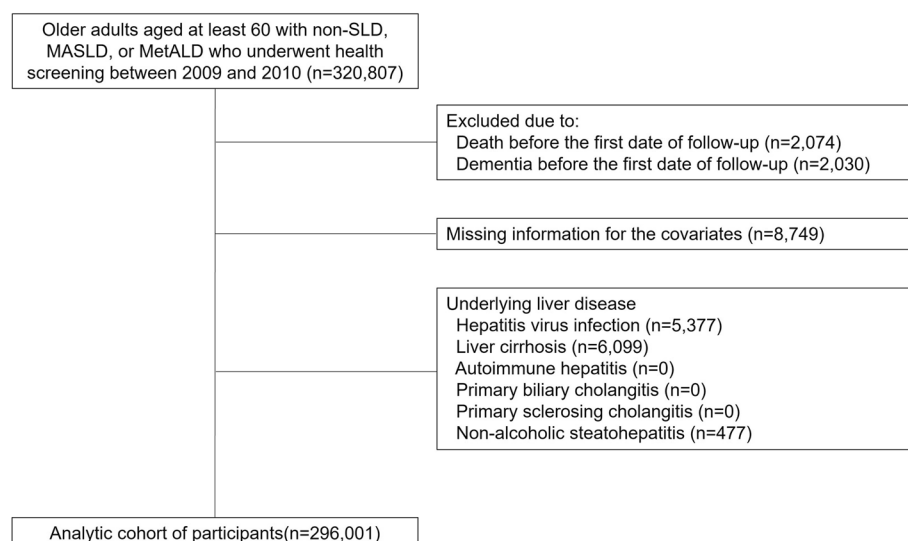 Older adults aged at least 60 with non-SLD,
MASLD, or MetALD who underwent health
screening between 2009 and 2010 (n=320,807)
Excluded due to:
Death before the first date of follow-up (n=2,074)
Dementia before the first date of follow-up (n=2,030)
Missing information for the covariates (n=8,749)
Underlying liver disease
Hepatitis virus infection (n=5,377)
Liver cirrhosis (n=6,099)
Autoimmune hepatitis (n=0)
Primary biliary cholangitis (n=0)
Primary sclerosing cholangitis (n=0)
Non-alcoholic steatohepatitis (n=477)
Analytic cohort of participants(n=296,001)